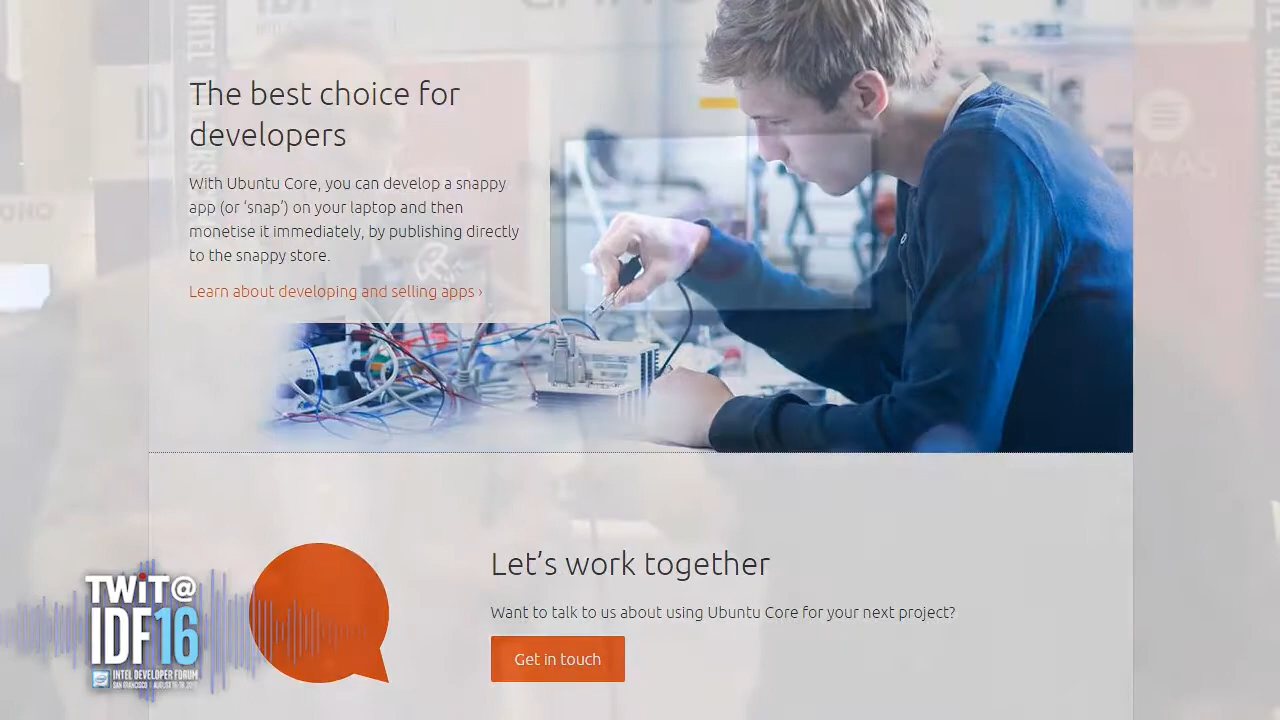 The best choice for
developers
With Ubuntu Core, you can develop a snappy
app (or ‘snap’) on your laptop and then
monetise it immediately, by publishing directly
to the snappy store.
Learn about developing and selling apps ›
Let’s work together
Want to talk to us about using Ubuntu Core for your next project?
Get in touch
TWiT@
IDF16
INTEL DEVELOPER FORUM
MAAS